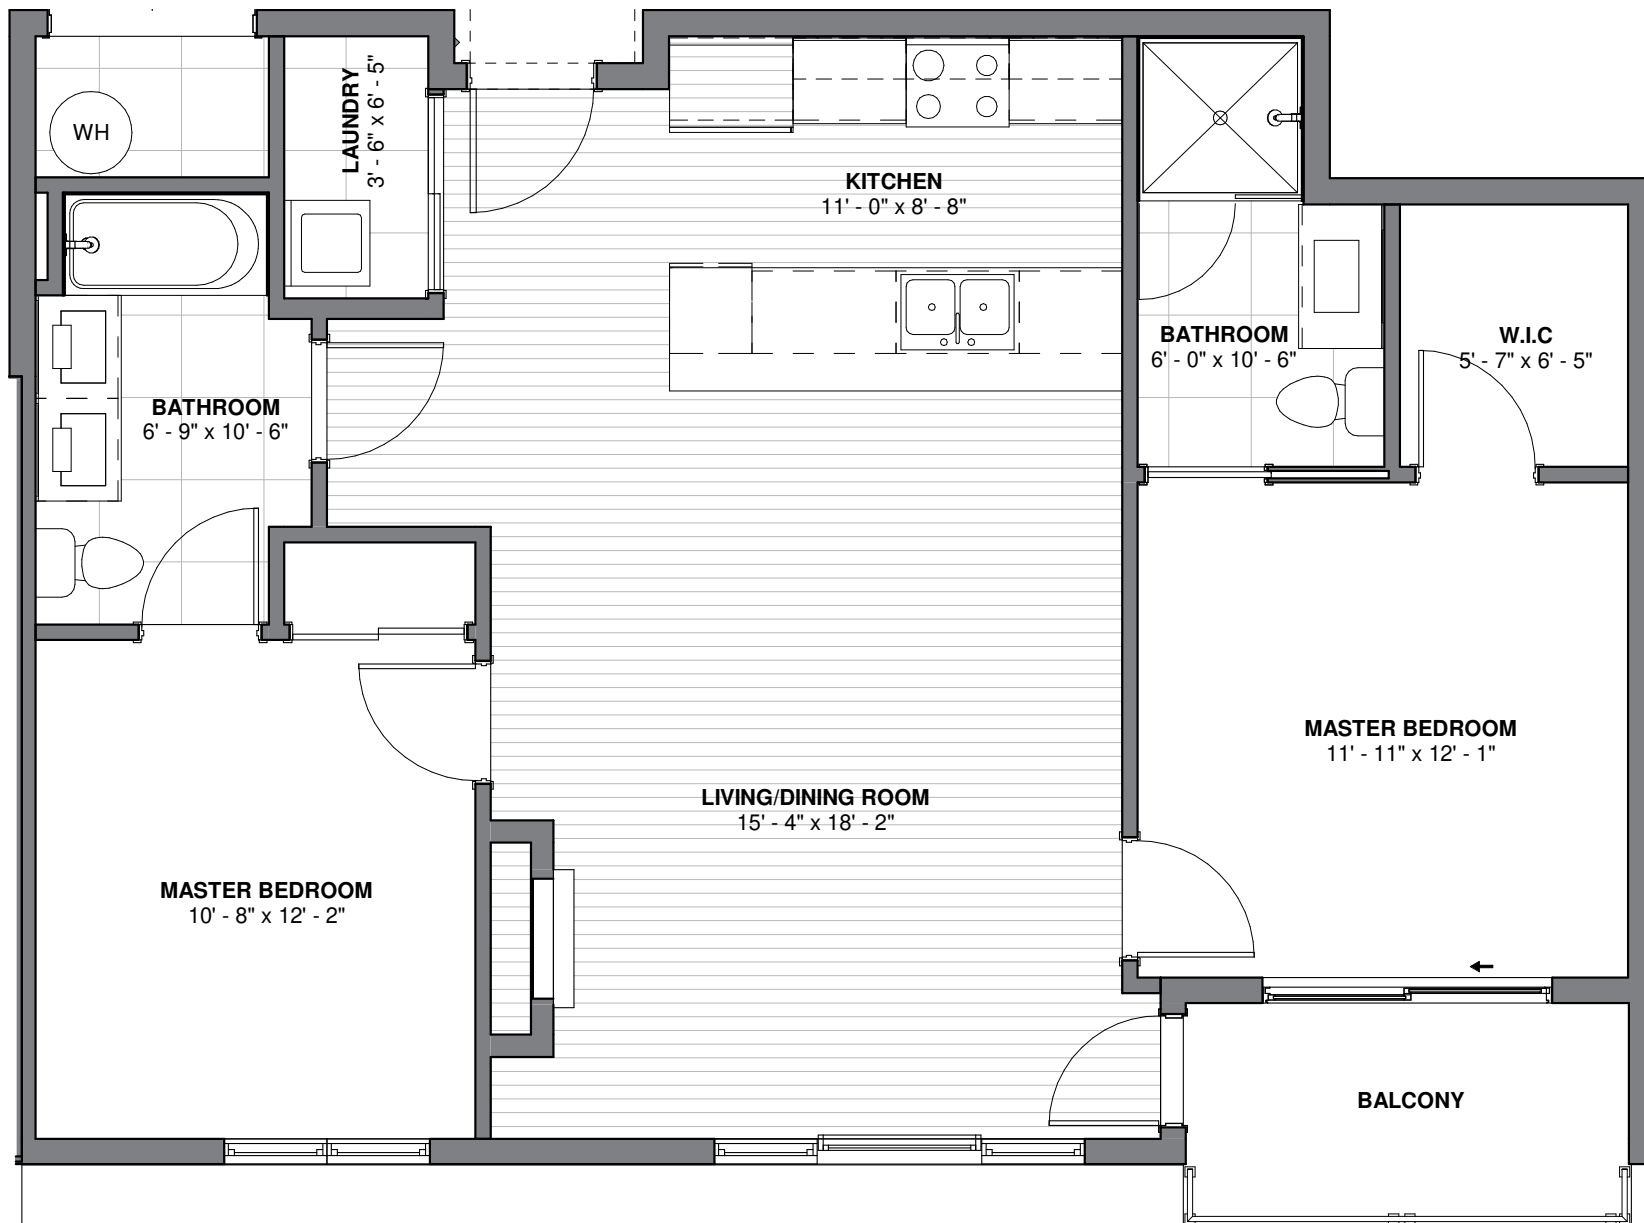 WH
LAUNDRY
3' - 6" x 6' - 5"
KITCHEN
11' - 0" x 8' - 8"
BATHROOM
6' - 0" x 10' - 6"
W.I.C
5' - 7" x 6' - 5"
BATHROOM
6' - 9" x 10' - 6"
MASTER BEDROOM
11' - 11" x 12' - 1"
LIVING/DINING ROOM
15' - 4" x 18' - 2"
MASTER BEDROOM
10' - 8" x 12' - 2"
BALCONY